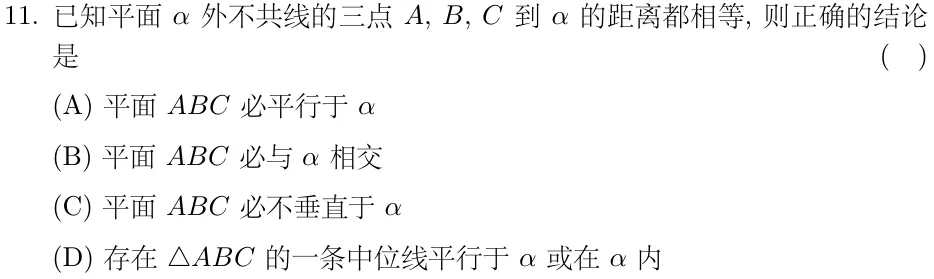 11. 已知平面 α 外不共线的三点 A, B, C 到 α 的距离都相等, 则正确的结论
是 ( )
(A) 平面 ABC 必平行于 α
(B) 平面 ABC 必与 α 相交
(C) 平面 ABC 必不垂直于 α
(D) 存在 △ABC 的一条中位线平行于 α 或在 α 内